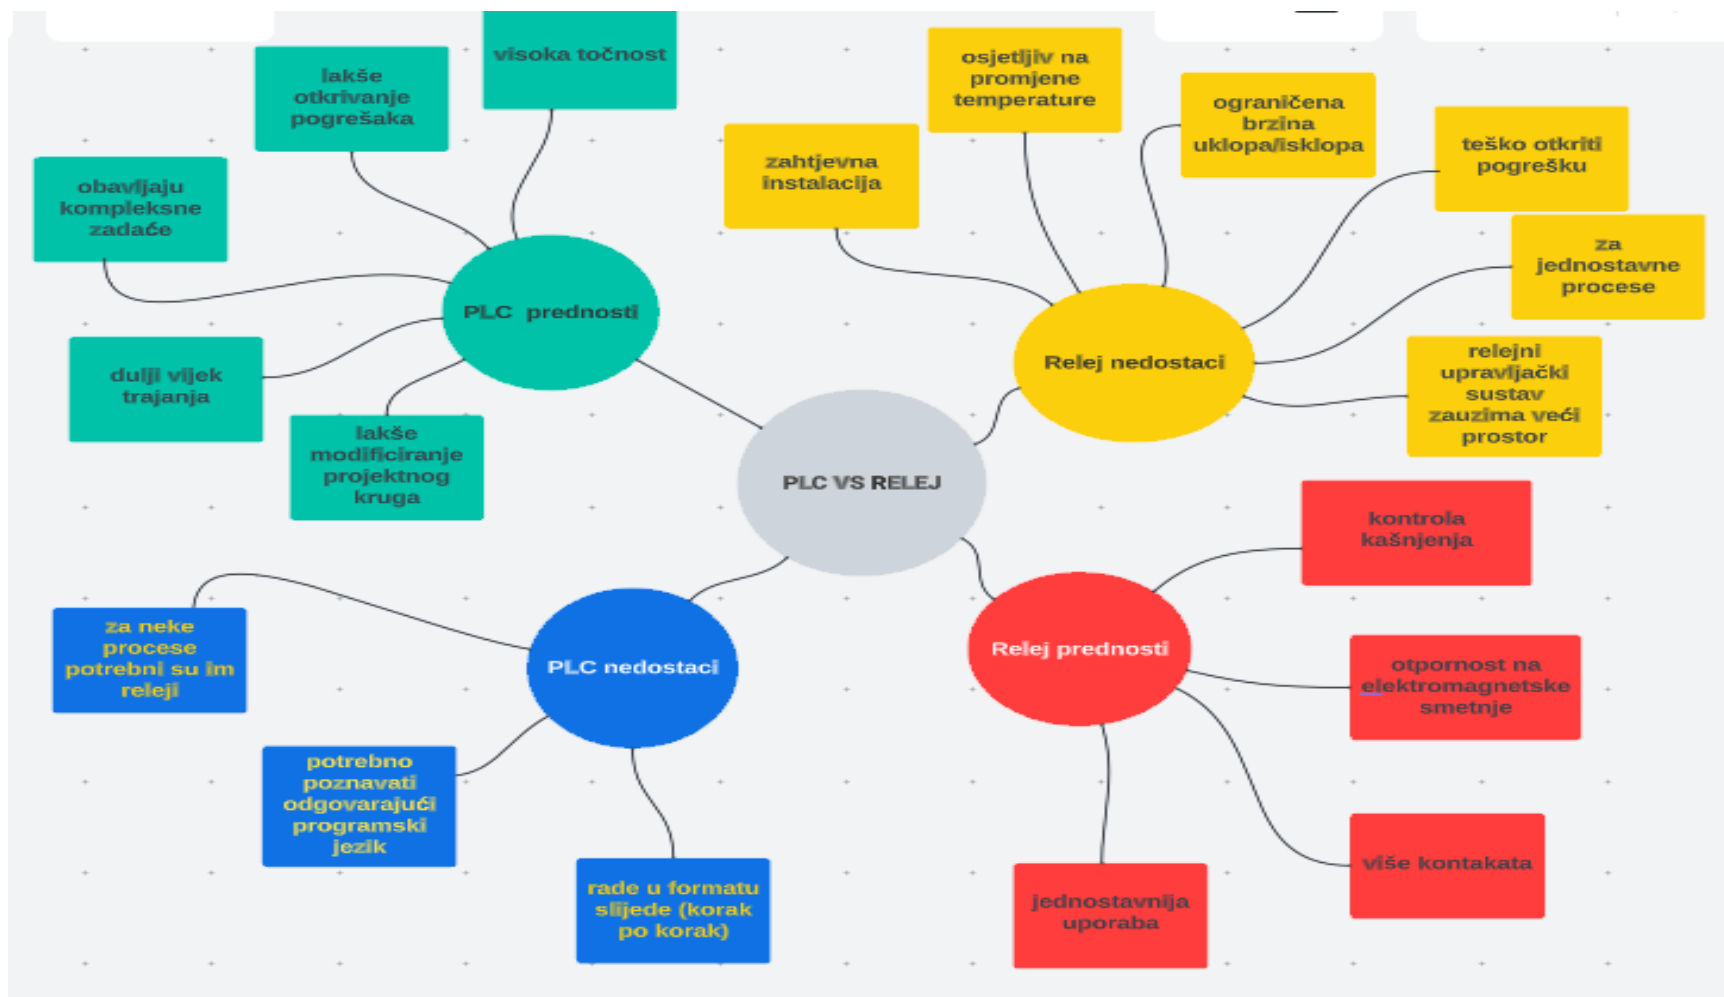 visoka točnost
lakše
otkrivanje
pogrešaka
obavljaju
kompleksne
zadaće
PLC prednosti
dulji vijek
trajanja
lakše
modificiranje
projektnog
kruga
osjetljiv na
promjene
temperature
ograničena
brzina
uklopa/isklopa
zahtjevna
instalacija
teško otkriti
pogrešku
za
jednostavne
procese
Relej nedostaci
relejni
upravljački
sustav
zauzima veći
prostor
PLC VS RELEJ
za neke
procese
potrebni su im
releji
PLC nedostaci
potrebno
poznavati
odgovarajući
programski
jezik
rade u formatu
slijede (korak
po korak)
kontrola
kašnjenja
Relej prednosti
otpornost na
elektromagnetske
smetnje
više kontakata
jednostavnija
uporaba